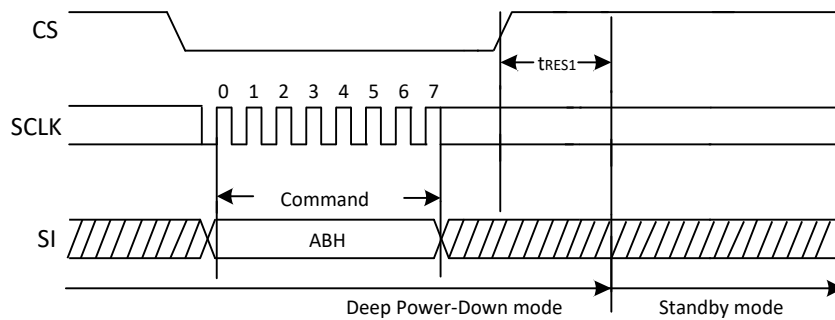 CS
tRES1
0 1 2 3 4 5 6 7
SCLK
Command
SI
ABH
Deep Power-Down mode
Standby mode